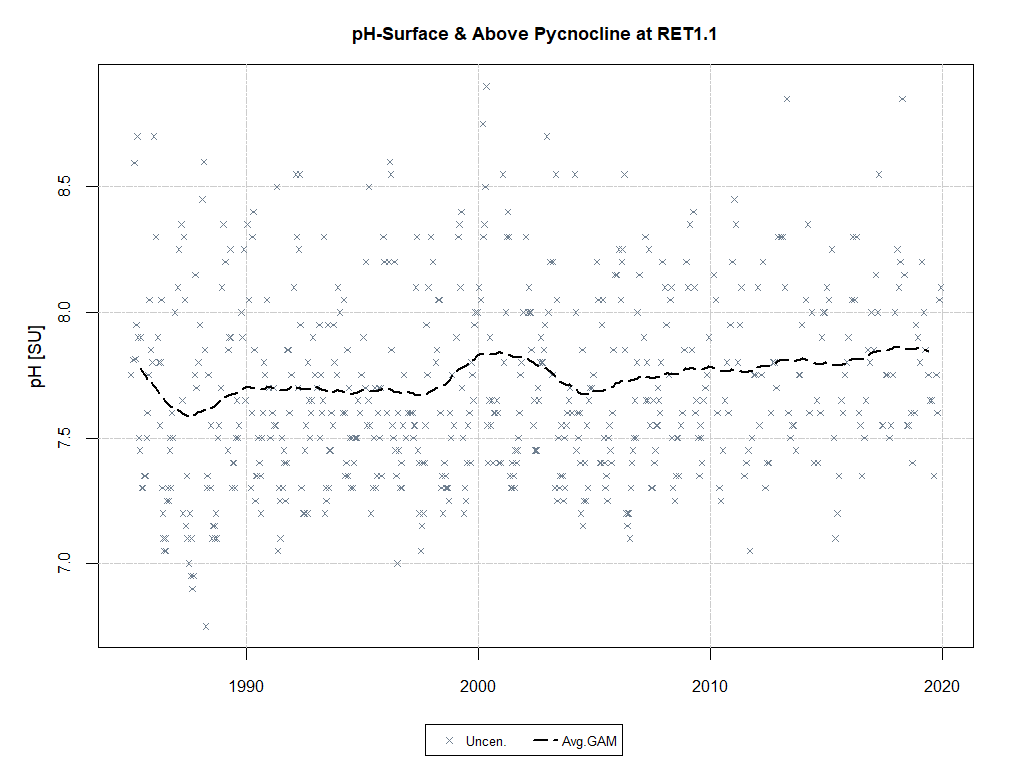 pH-Surface & Above Pycnocline at RET1.1
pH [SU]
8.5
8.0
7.5
7.0
1990 2000 2010 2020
Uncen. Avg.GAM